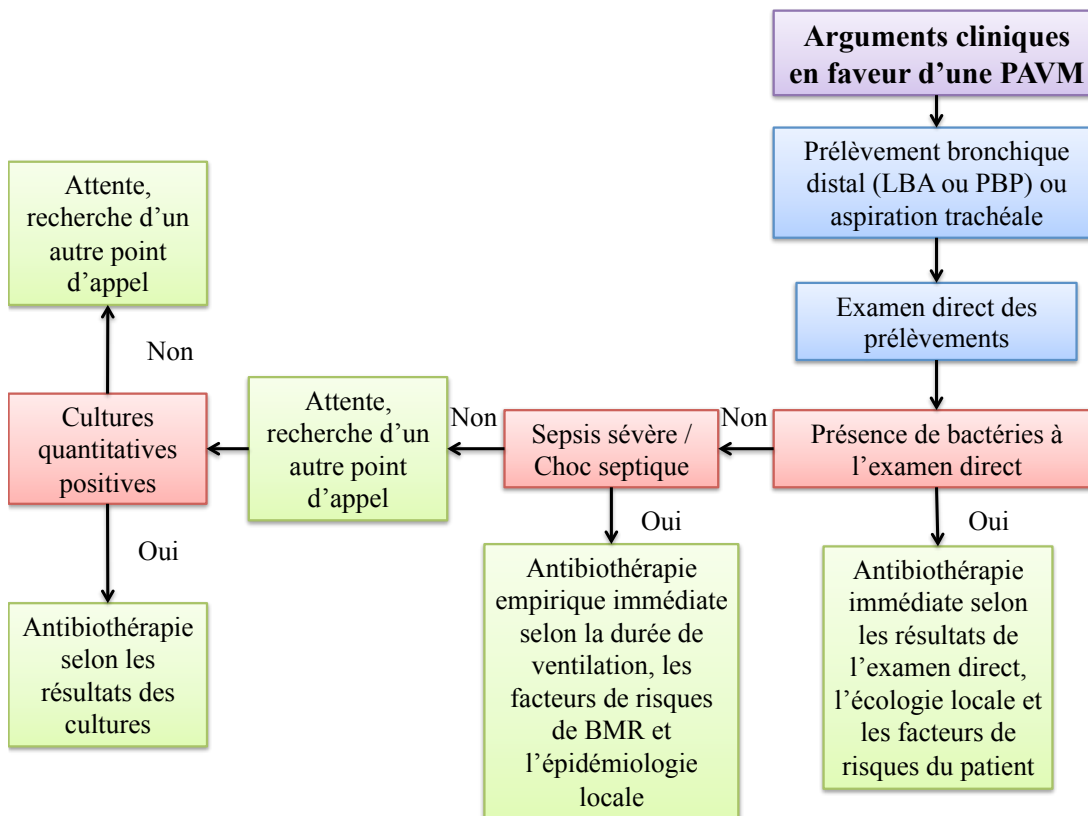 Arguments cliniques
en faveur d’une PAVM
Prélèvement bronchique
distal (LBA ou PBP) ou
aspiration trachéale
Examen direct des
prélèvements
Présence de bactéries à
l’examen direct
Oui
Antibiothérapie
immédiate selon
les résultats de
l’examen direct,
l’écologie locale et
les facteurs de
risques du patient
Non
Sepsis sévère /
Choc septique
Oui
Antibiothérapie
empirique immédiate
selon la durée de
ventilation, les
facteurs de risques
de BMR et
l’épidémiologie
locale
Non
Attente,
recherche d’un
autre point
d’appel
Cultures
quantitatives
positives
Non
Attente,
recherche d’un
autre point
d’appel
Oui
Antibiothérapie
selon les
résultats des
cultures